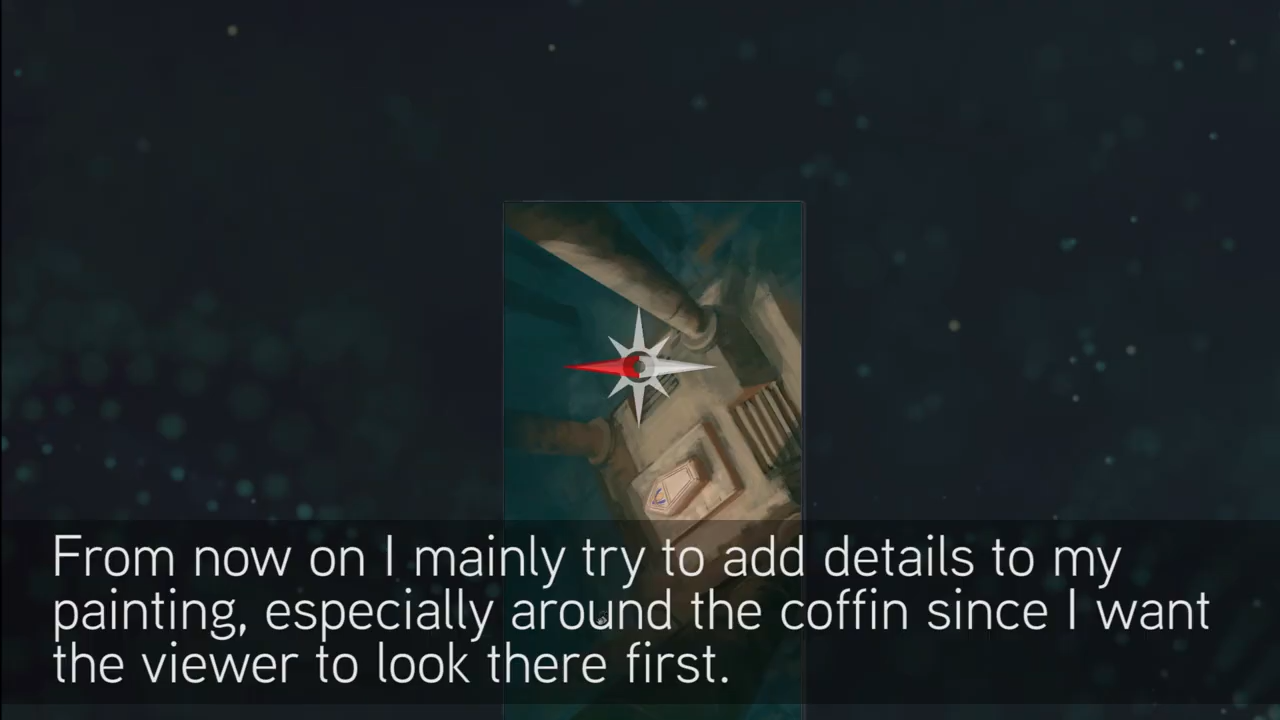 From now on I mainly try to add details to my
painting, especially around the coffin since I want
the viewer to look there first.